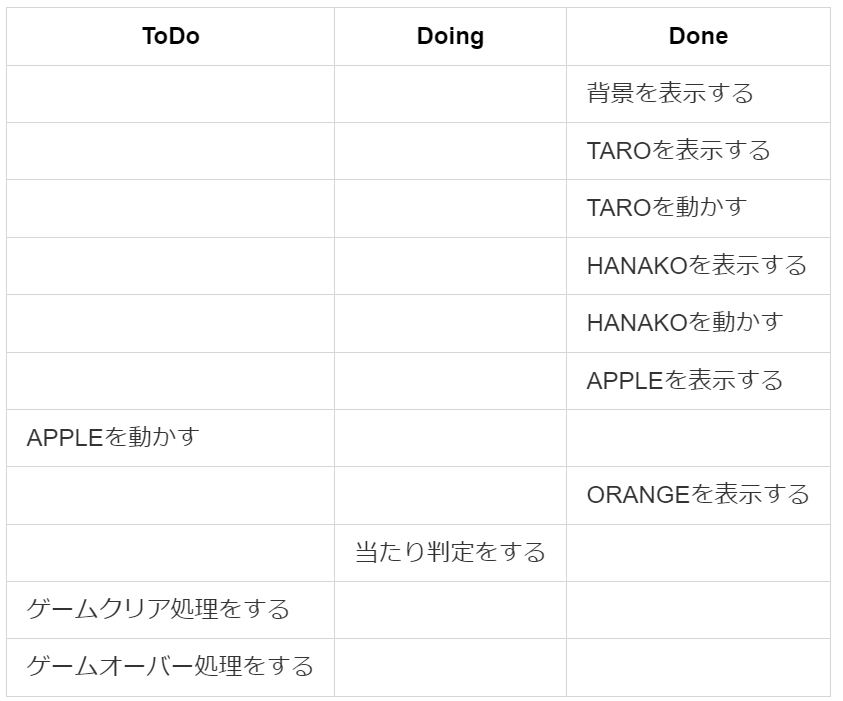 ToDo Doing Done
背景を表示する
TAROを表示する
TAROを動かす
HANAKOを表示する
HANAKOを動かす
APPLEを表示する
APPLEを動かす
ORANGEを表示する
当たり判定をする
ゲームクリア処理をする
ゲームオーバー処理をする